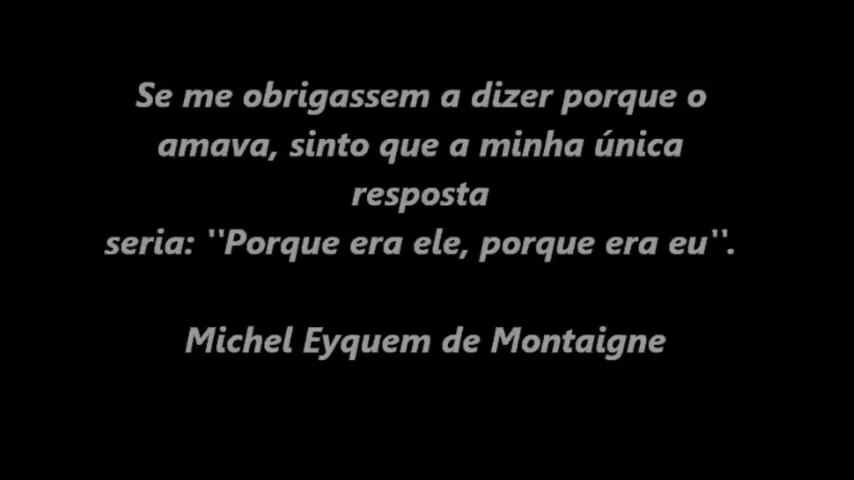 Se me obrigassem a dizer porque o
amava, sinto que a minha única
resposta
seria: "Porque era ele, porque era eu".
Michel Eyquem de Montaigne